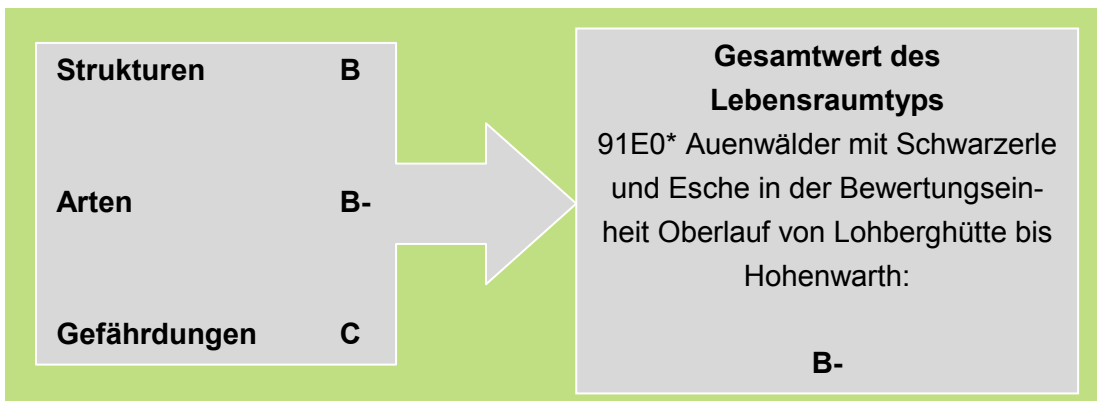 Strukturen B
Arten B-
Gefährdungen C
Gesamtwert des
Lebensraumtyps
91E0* Auenwälder mit Schwarzerle
und Esche in der Bewertungsein-
heit Oberlauf von Lohberghütte bis
Hohenwarth:
B-